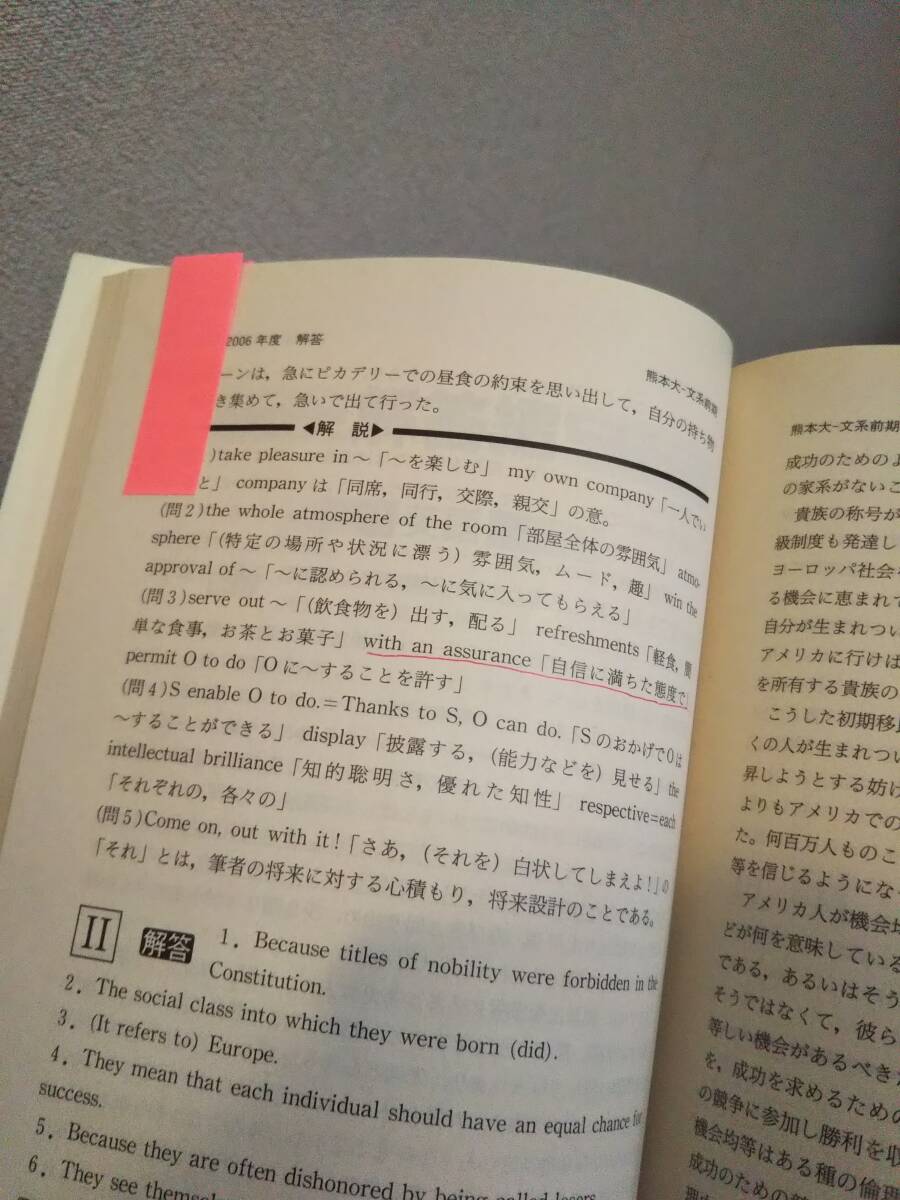 2006年度 解答
熊本大-文系前期
ーンは，急にピカデリーでの昼食の約束を思い出して，自分の持ち物
き集めて，急いで出て行った。
◀解 説▶
)take pleasure in～「～を楽しむ」 my own company「一人でい
と」 companyは「同席，同行，交際，親交」の意。
(問2)the whole atmosphere of the room「部屋全体の雰囲気」 atmo-
sphere「(特定の場所や状況に漂う) 雰囲気，ムード，趣」 win the
approval of～「～に認められる，～に気に入ってもらえる」
(問3)serve out～「(飲食物を) 出す，配る」 refreshments「軽食，簡
単な食事，お茶とお菓子」 with an assurance「自信に満ちた態度で」
permit O to do「Oに～することを許す」
(問4)S enable O to do.＝Thanks to S, O can do.「SのおかげでOは
～することができる」 display「披露する，(能力などを) 見せる」 the
intellectual brilliance「知的聡明さ，優れた知性」 respective＝each
「それぞれの，各々の」
(問5)Come on, out with it！「さあ，(それを) 白状してしまえよ！」の
「それ」とは，筆者の将来に対する心積もり，将来設計のことである。
II 解答 1．Because titles of nobility were forbidden in the
Constitution.
2．The social class into which they were born (did).
3．(It refers to) Europe.
4．They mean that each individual should have an equal chance for
success.
5．Because they are often dishonored by being called losers.
6．They see themselv
熊本大-文系前期
成功のためのよ
の家系がないこ
貴族の称号が
級制度も発達し
ヨーロッパ社会
る機会に恵まれて
自分が生まれつい
アメリカに行けは
を所有する貴族の
こうした初期移民
くの人が生まれつい
昇しようとする妨げ
よりもアメリカでの
た。何百万人ものこ
等を信じるようにな
アメリカ人が機会均
どが何を意味している
である，あるいはそう
そうではなくて，彼ら
等しい機会があるべきだ
を，成功を求めるための
の競争に参加し勝利を収
機会均等はある種の倫理
成功のための